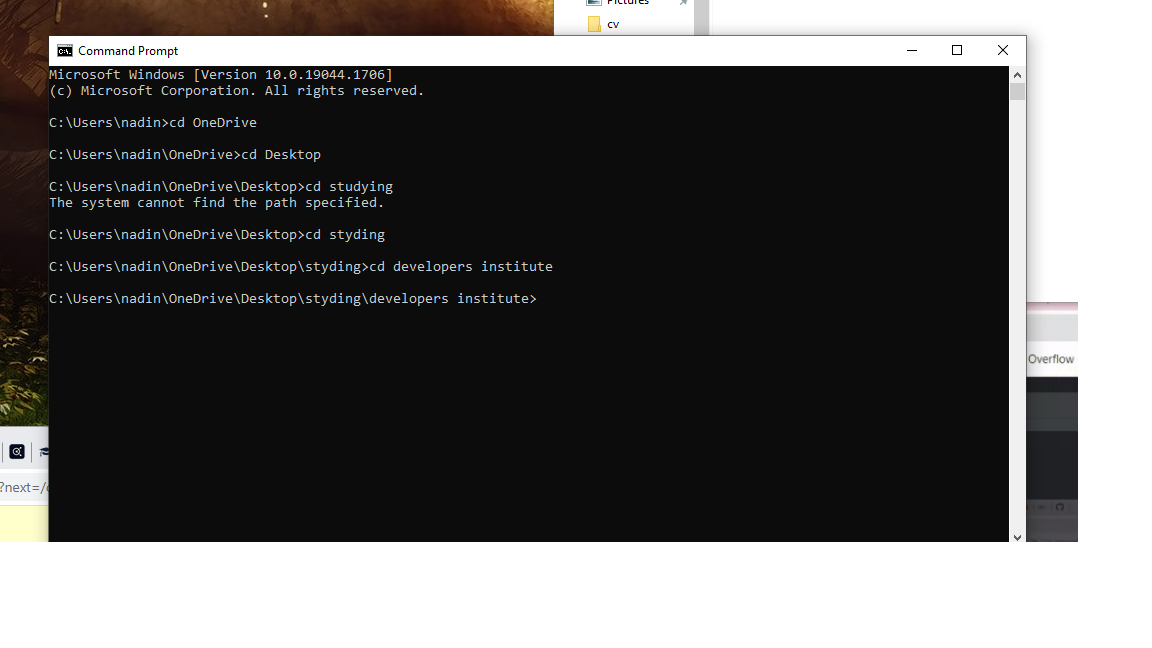 Pictures
cv
Command Prompt
Microsoft Windows [Version 10.0.19044.1706]
(c) Microsoft Corporation. All rights reserved.
C:\Users\nadin>cd OneDrive
C:\Users\nadin\OneDrive>cd Desktop
C:\Users\nadin\OneDrive\Desktop>cd studying
The system cannot find the path specified.
C:\Users\nadin\OneDrive\Desktop>cd styding
C:\Users\nadin\OneDrive\Desktop\styding>cd developers institute
C:\Users\nadin\OneDrive\Desktop\styding\developers institute>
Overflow
?next=/